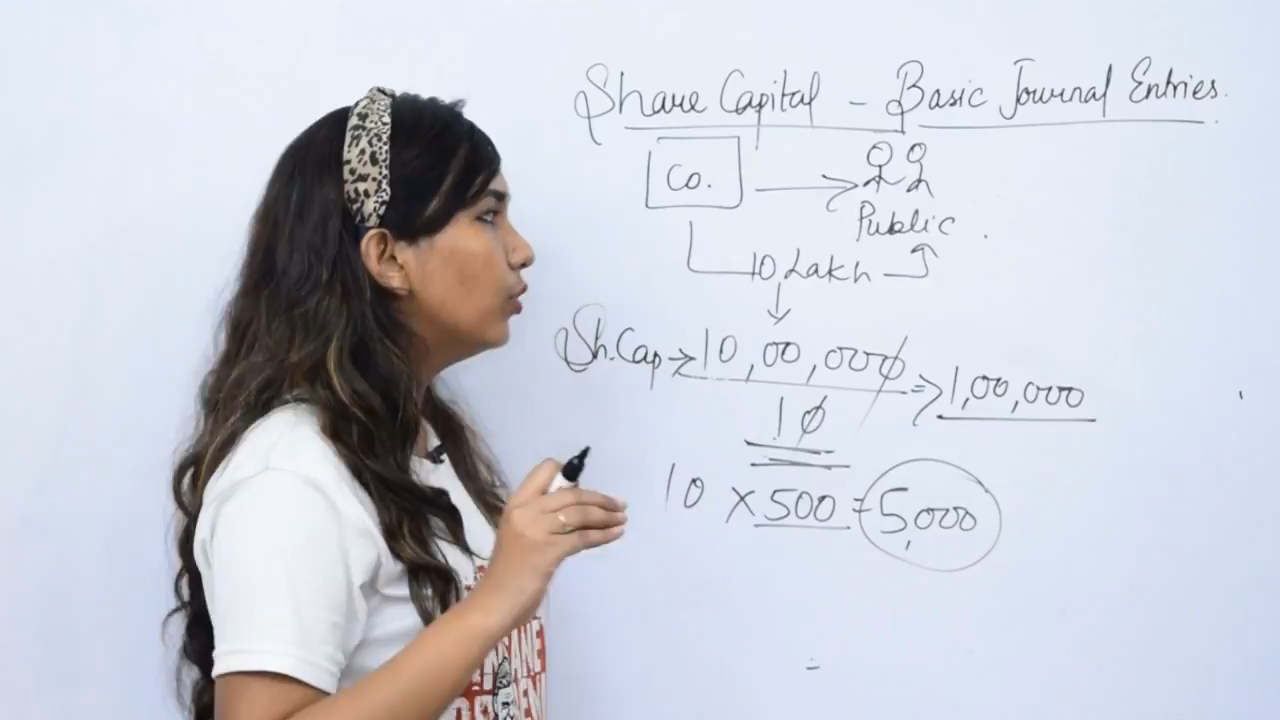 Share Capital - Basic Journal Entries.
Co.
Public
10 Lakh
Sh.Cap → 10,00,000 => 1,00,000
10
10 × 500 = 5,000